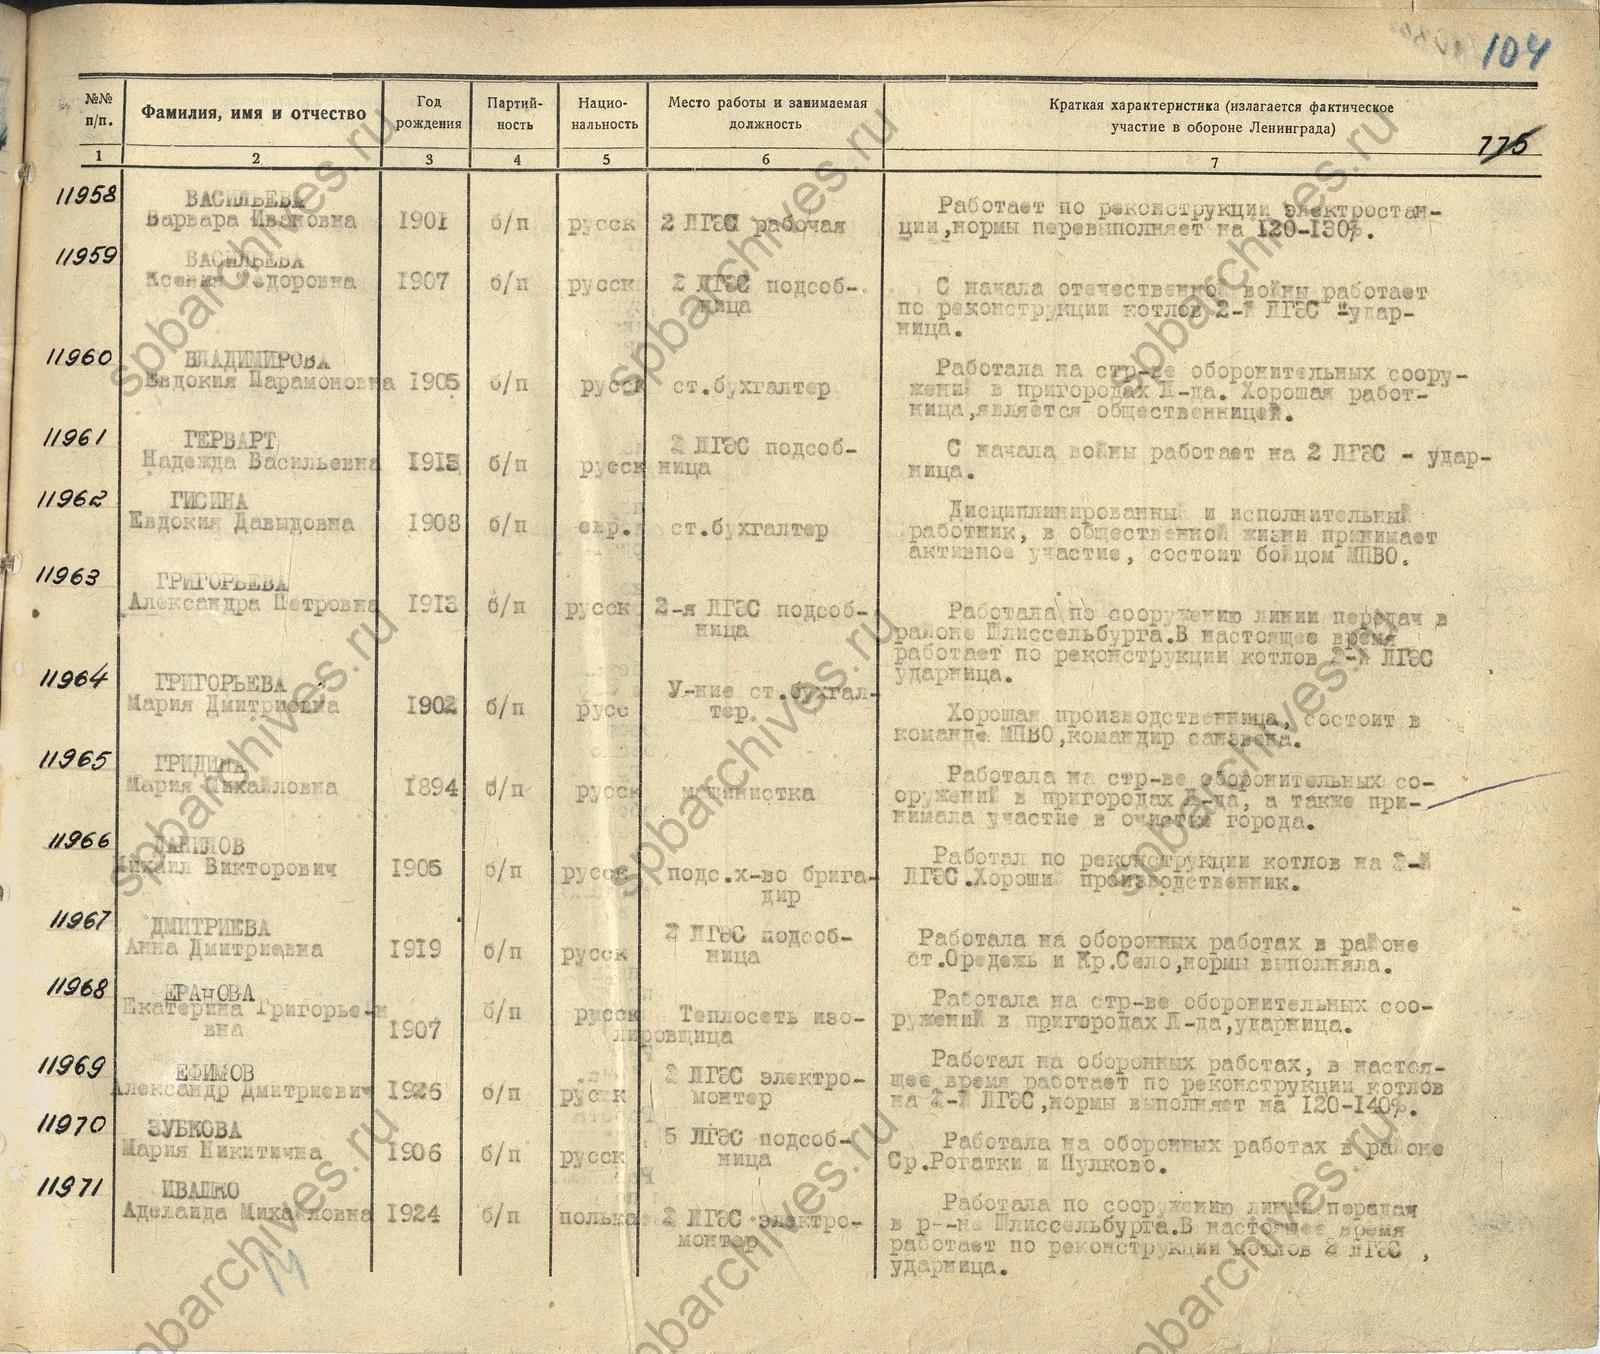 104
№№ п/п.
Фамилия, имя и отчество
Год рождения
Партий-ность
Нацио-нальность
Место работы и занимаемая должность
Краткая характеристика (излагается фактическое участие в обороне Ленинграда)
775
1 2 3 4 5 6 7
11958 ВАСИЛЬЕВА
Варвара Ивановна 1901 б/п русск 2 ЛГЭС рабочая
Работает по реконструкции электростан-
ции,нормы перевыполняет на 120-130%.
11959 ВАСИЛЬЕВА
Ксения Федоровна 1907 б/п русск 2 ЛГЭС подсоб-
ница
С начала отечественной войны работает
по реконструкции котлов 2-й ЛГЭС -удар-
ница.
11960 ВЛАДИМИРОВА
Евдокия Парамоновна 1905 б/п русск ст.бухгалтер
Работала на стр-ве оборонительных соору-
жений в пригородах Л-да. Хорошая работ-
ница,является общественницей.
11961 ГЕРВАРТ
Надежда Васильевна 1913 б/п русск 2 ЛГЭС подсоб-
ница
С начала войны работает на 2 ЛГЭС - удар-
ница.
11962 ГИСИНА
Евдокия Давыдовна 1908 б/п евр. ст.бухгалтер
Дисциплинированный и исполнительный
работник, в общественной жизни принимает
активное участие, состоит бойцом МПВО.
11963 ГРИГОРЬЕВА
Александра Петровна 1913 б/п русск 2-я ЛГЭС подсоб-
ница
Работала по сооружению линии передач в
районе Шлиссельбурга.В настоящее время
работает по реконструкции котлов 2-й ЛГЭС
ударница.
11964 ГРИГОРЬЕВА
Мария Дмитриевна 1902 б/п русс У-ние ст.бухгал-
тер
Хорошая производственница, состоит в
команде МПВО,командир санзвена.
11965 ГРИДИНА
Мария Михайловна 1894 б/п русск машинистка
Работала на стр-ве оборонительных со-
оружений в пригородах Л-да, а также при-
нимала участие в очистке города.
11966 ДАНИЛОВ
Михаил Викторович 1905 б/п русск подс.х-во брига-
дир
Работал по реконструкции котлов на 2-й
ЛГЭС.Хороший производственник.
11967 ДМИТРИЕВА
Анна Дмитриевна 1919 б/п русск 2 ЛГЭС подсоб-
ница
Работала на оборонных работах в районе
ст.Оредежь и Кр.Село,нормы выполняла.
11968 ЕРАНОВА
Екатерина Григорье-
вна 1907 б/п русск Теплосеть изо-
лировщица
Работала на стр-ве оборонительных соо-
ружений в пригородах Л-да,ударница.
11969 ЕФИМОВ
Александр Дмитриевич 1926 б/п русск 2 ЛГЭС электро-
монтер
Работал на оборонных работах, в настоя-
щее время работает по реконструкции котлов
на 2-й ЛГЭС,нормы выполняет на 120-140%.
11970 ЗУБКОВА
Мария Никитична 1906 б/п русск 5 ЛГЭС подсоб-
ница
Работала на оборонных работах в районе
Ср.Рогатки и Пулково.
11971 ИВАШКО
Аделаида Михайловна 1924 б/п полька 2 ЛГЭС электро-
монтер
Работала по сооружению линий передач
в р--не Шлиссельбурга.В настоящее время
работает по реконструкции котлов 2 ЛГЭС ,
ударница.
14
spbarchives.ru